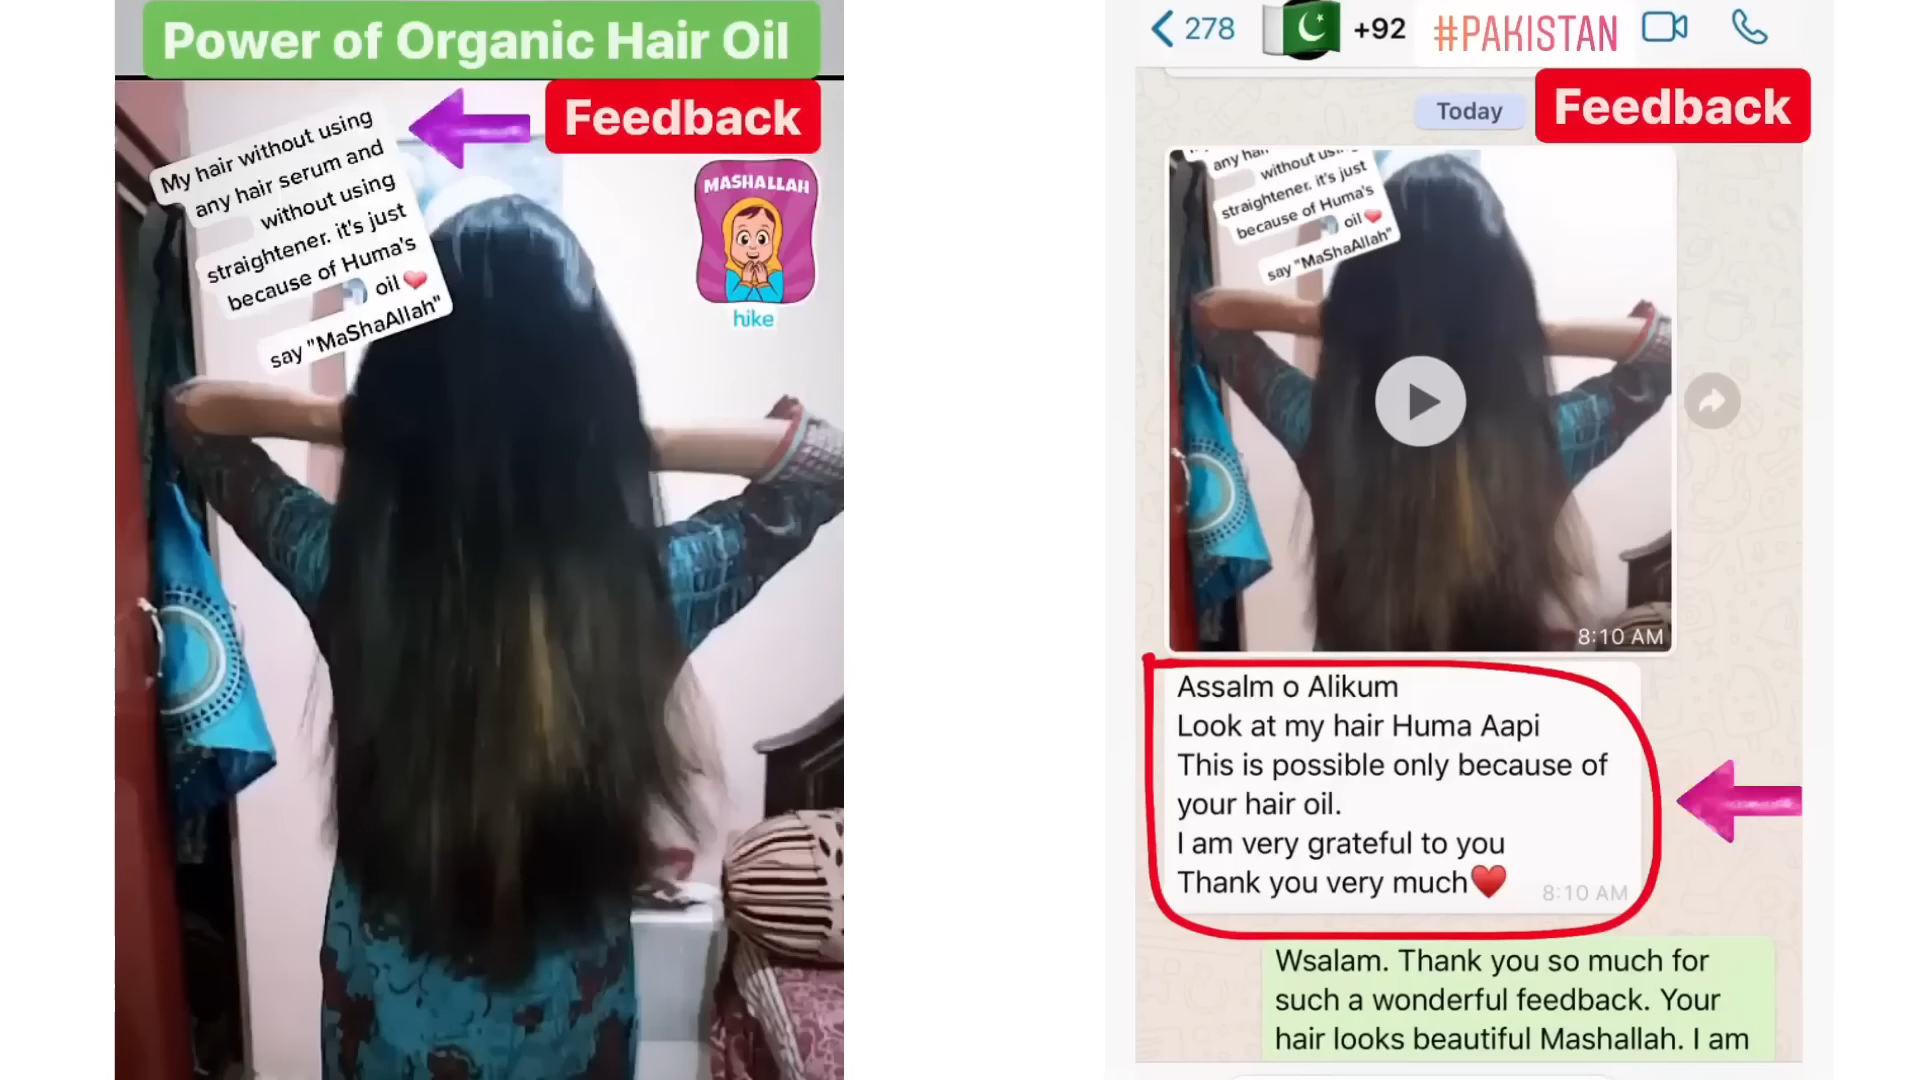 Power of Organic Hair Oil
Feedback
My hair without using
any hair serum and
without using
straightener. it's just
because of Huma's
oil
say "MaShaAllah"
MASHALLAH
hike
278
+92
#PAKISTAN
Feedback
Today
any hair
without using
straightener. it's just
because of Huma's
oil
say "MaShaAllah"
8:10 AM
Assalm o Alikum
Look at my hair Huma Aapi
This is possible only because of
your hair oil.
I am very grateful to you
Thank you very much
8:10 AM
Wsalam. Thank you so much for
such a wonderful feedback. Your
hair looks beautiful Mashallah. I am